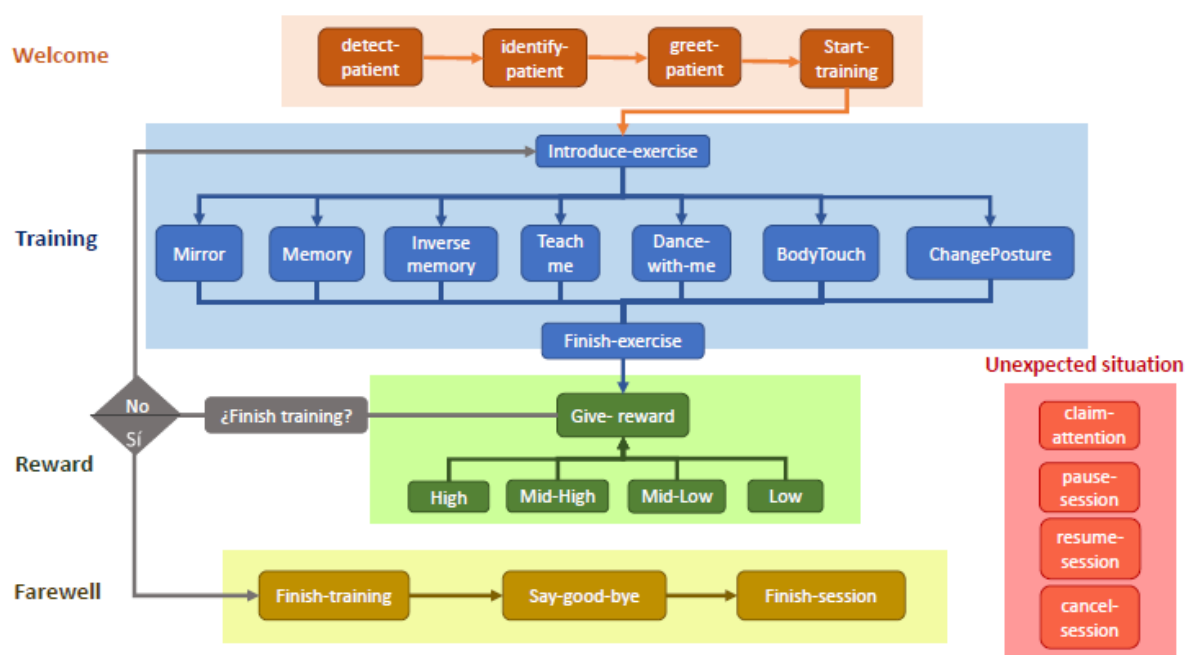 Welcome
detect-
patient
identify-
patient
greet-
patient
Start-
training
Introduce-exercise
Training
Mirror
Memory
Inverse
memory
Teach
me
Dance-
with-me
BodyTouch
ChangePosture
Finish-exercise
Unexpected situation
No
Sí
¿Finish training?
Give- reward
claim-
attention
Reward
High
Mid-High
Mid-Low
Low
pause-
session
resume-
session
Farewell
Finish-training
Say-good-bye
Finish-session
cancel-
session